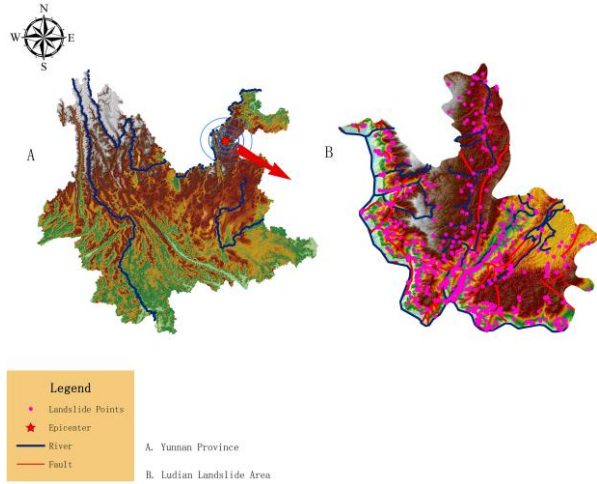 N
W E
S
A
B
Legend
Landslide Points
Epicenter
River
Fault
A. Yunnan Province
B. Ludian Landslide Area